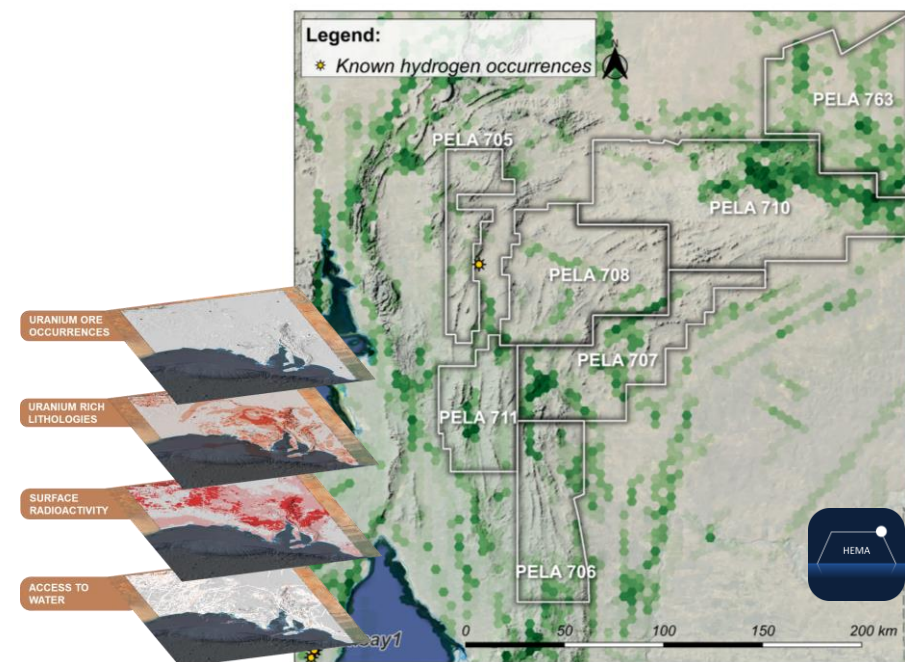 Legend:
Known hydrogen occurrences
N
PELA 763
PELA 705
PELA 710
PELA 708
URANIUM ORE
OCCURRENCES
PELA 707
URANIUM RICH
LITHOLOGIES
PELA 711
SURFACE
RADIOACTIVITY
HEMA
PELA 706
ACCESS TO
WATER
0 50 100 150 200 km